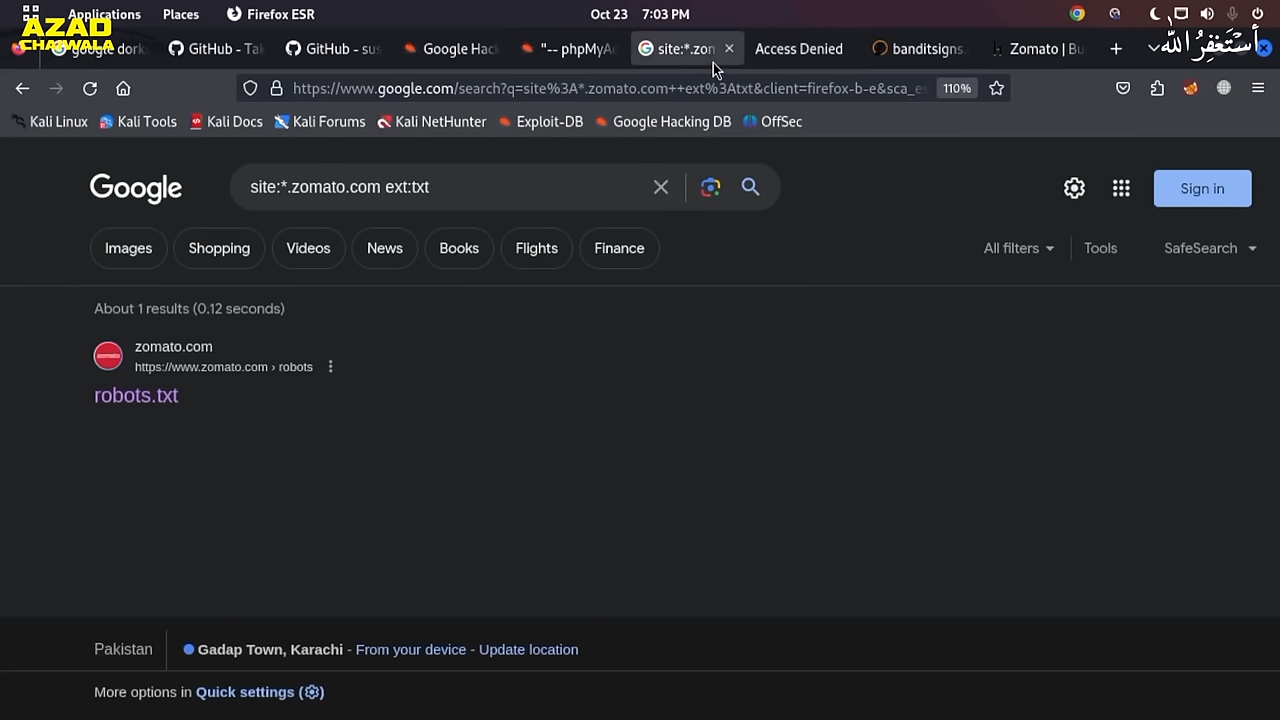 Applications Places Firefox ESR Oct 23 7:03 PM
AZAD
CHAIWALA
أستغفر الله
google dork GitHub - Tak GitHub - sus Google Hac "-- phpMyAd site:*.zom Access Denied banditsigns. Zomato | Bu
https://www.google.com/search?q=site%3A*.zomato.com++ext%3Atxt&client=firefox-b-e&sca_e 110%
Kali Linux Kali Tools Kali Docs Kali Forums Kali NetHunter Exploit-DB Google Hacking DB OffSec
Google site:*.zomato.com ext:txt Sign in
Images Shopping Videos News Books Flights Finance All filters Tools SafeSearch
About 1 results (0.12 seconds)
zomato.com
https://www.zomato.com › robots
robots.txt
Pakistan Gadap Town, Karachi - From your device - Update location
More options in Quick settings